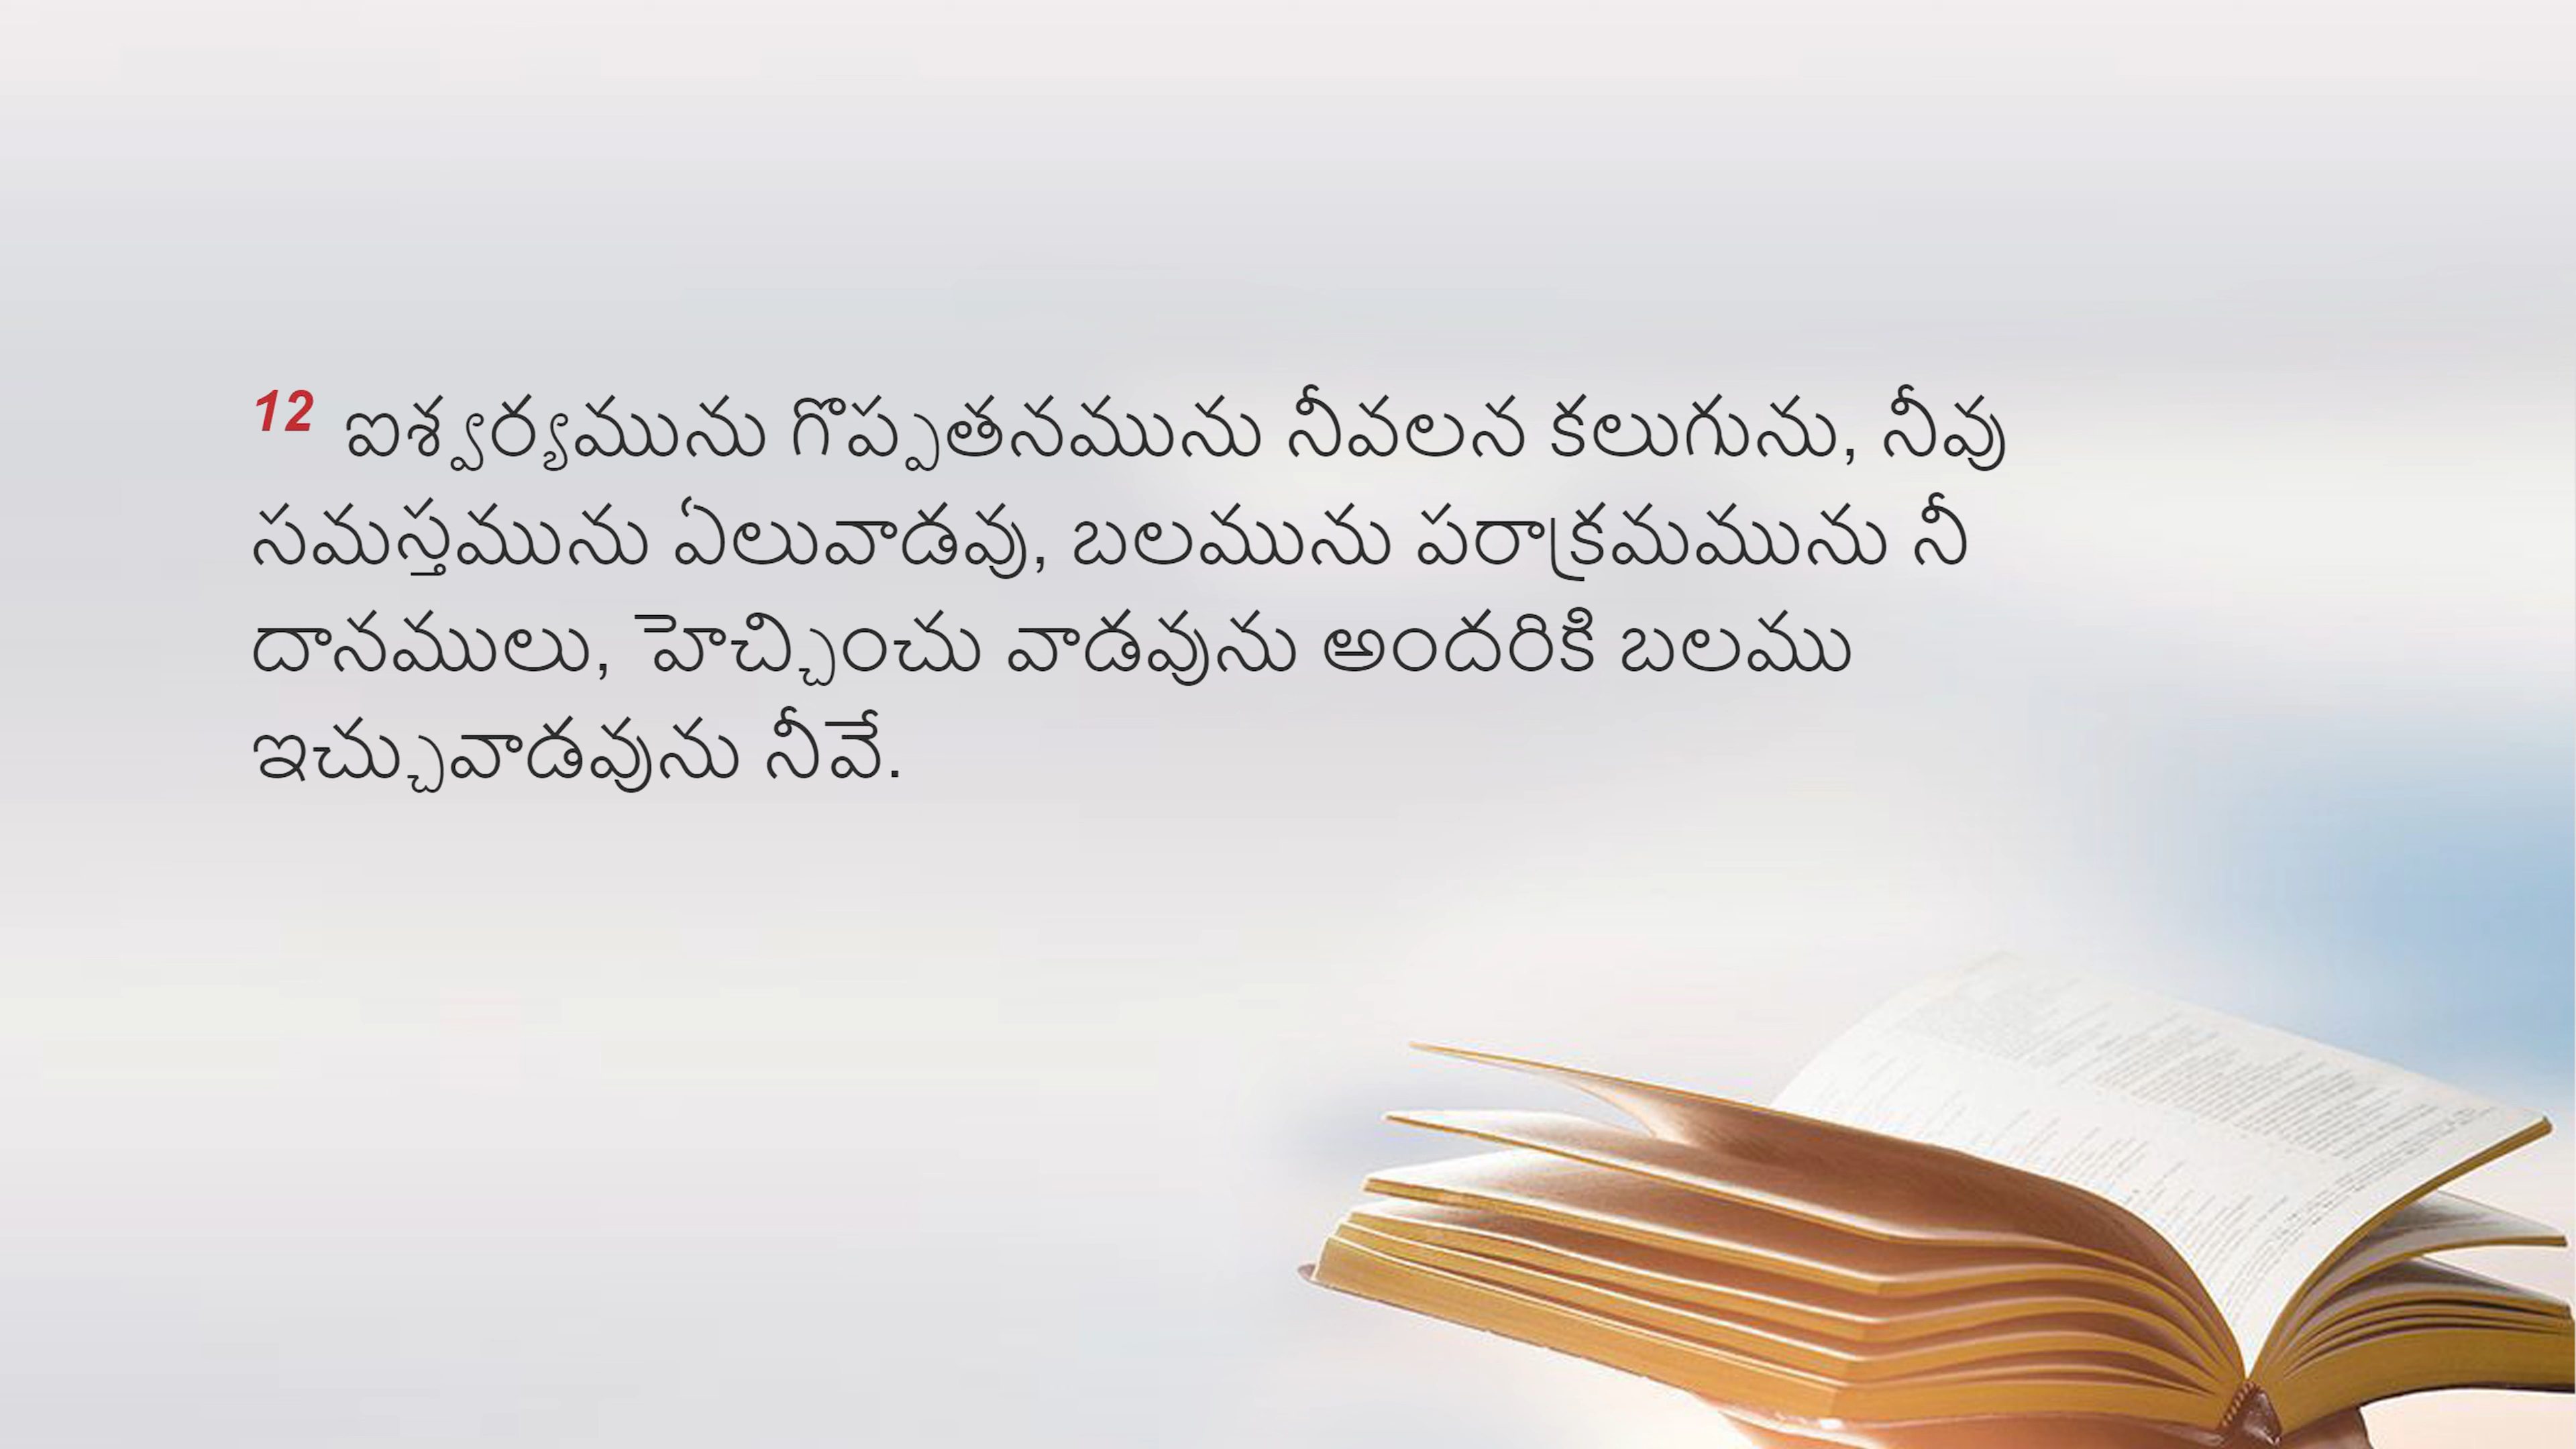 12 ఐశ్వర్యమును గొప్పతనమును నీవలన కలుగును, నీవు
సమస్తమును ఏలువాడవు, బలమును పరాక్రమమును నీ
దానములు, హెచ్చించు వాడవును అందరికి బలము
ఇచ్చువాడవును నీవే.